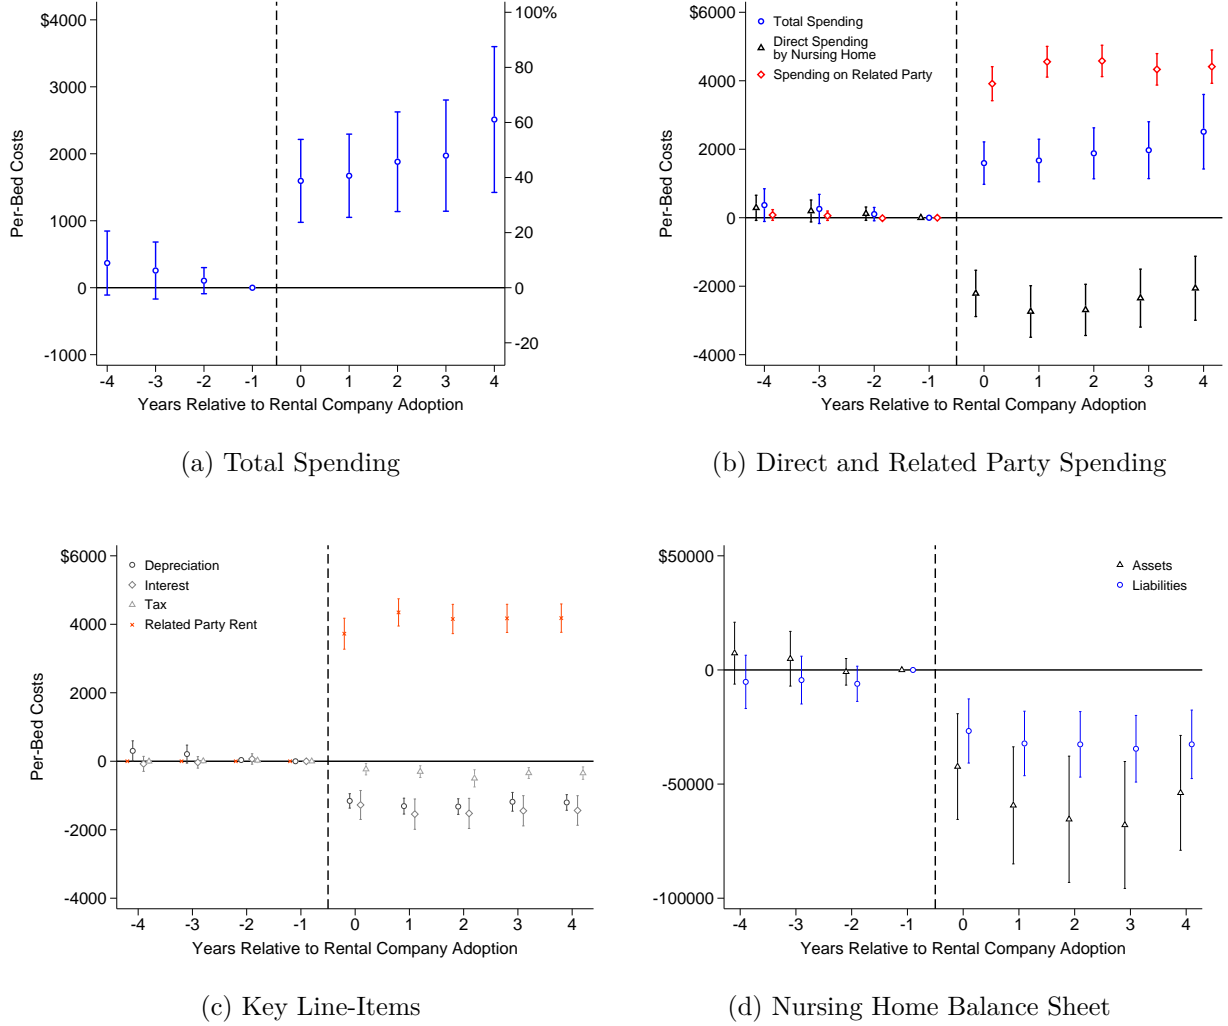 $4000
3000
2000
1000
0
-1000
100%
80
60
40
20
0
-20
Per-Bed Costs
-4 -3 -2 -1 0 1 2 3 4
Years Relative to Rental Company Adoption
(a) Total Spending
$6000
4000
2000
0
-2000
-4000
Per-Bed Costs
Total Spending
Direct Spending
by Nursing Home
Spending on Related Party
-4 -3 -2 -1 0 1 2 3 4
Years Relative to Rental Company Adoption
(b) Direct and Related Party Spending
$6000
4000
2000
0
-2000
-4000
Per-Bed Costs
Depreciation
Interest
Tax
Related Party Rent
-4 -3 -2 -1 0 1 2 3 4
Years Relative to Rental Company Adoption
(c) Key Line-Items
$50000
0
-50000
-100000
Assets
Liabilities
-4 -3 -2 -1 0 1 2 3 4
Years Relative to Rental Company Adoption
(d) Nursing Home Balance Sheet